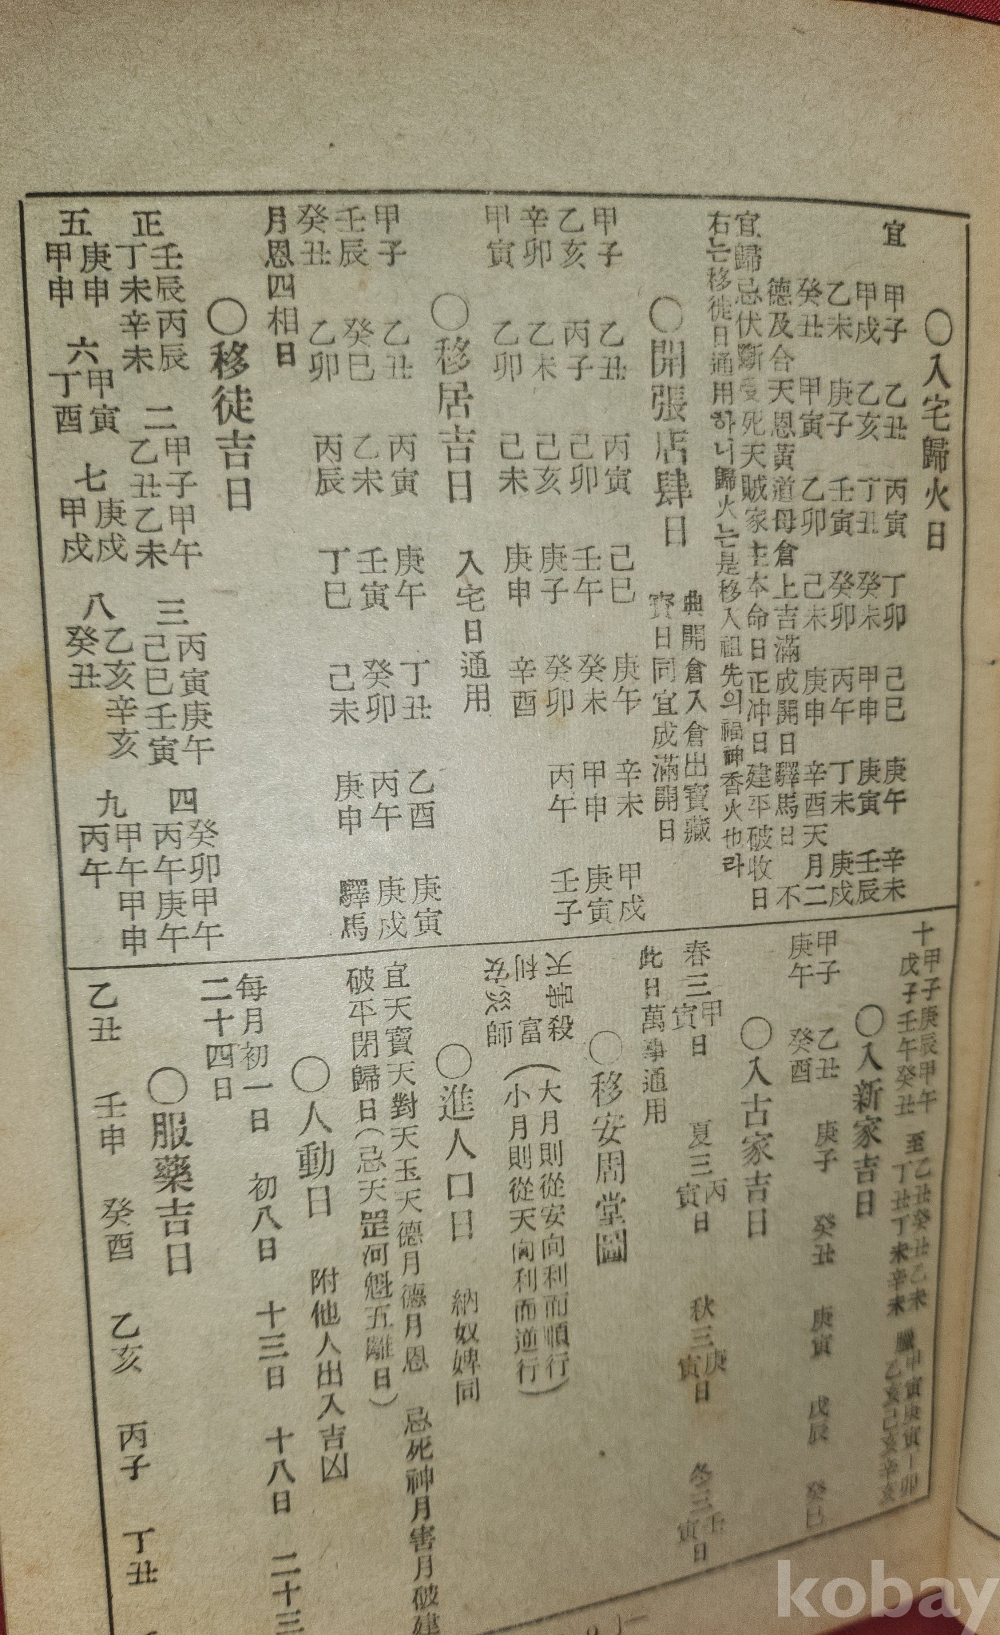 ○入宅歸火日
宜 甲子 乙丑 丙寅 丁卯 己巳 庚午 辛未
甲戌 乙亥 丁丑 癸未 甲申 庚寅 壬辰
乙未 庚子 壬寅 癸卯 丙午 丁未 庚戌
癸丑 甲寅 乙卯 己未 庚申 辛酉 天月二
德及合天恩黃道母倉上吉滿成開日驛馬日 不
宜歸忌伏斷受死天賊家主本命日正冲日建平破收日
右는移徙日通用하니歸火는是移入祖先의福神香火也라
○開張店肆日 典開倉入倉出寶藏
寶日同宜成滿開日
甲子 乙丑 丙寅 己巳 庚午 辛未 甲戌
乙亥 丙子 己卯 壬午 癸未 甲申 庚寅
辛卯 乙未 己亥 庚子 癸卯 丙午 壬子
甲寅 乙卯 己未 庚申 辛酉
○移居吉日 入宅日通用
甲子 乙丑 丙寅 庚午 丁丑 乙酉 庚寅
壬辰 癸巳 乙未 壬寅 癸卯 丙午 庚戌
癸丑 乙卯 丙辰 丁巳 己未 庚申 驛馬
月恩四相日
○移徒吉日
正 壬辰丙辰 丁未辛未 二 甲子甲午 乙丑乙未 三 丙寅庚午 己巳壬寅 四 癸卯甲午 丙午庚午
五 庚申 甲申 六 甲寅 丁酉 七 庚戌 甲戌 八 乙亥辛亥 癸丑 九 甲午甲申 丙午
十 甲子庚辰甲午 戊子壬午癸丑 至 乙丑癸丑乙未 丁丑丁未辛未 臘 甲寅庚寅 卯 乙亥己亥辛亥
○入新家吉日
甲子 乙丑 庚子 癸丑 庚寅 戊辰 癸巳
庚午 癸酉
○入古家吉日
春三甲寅日 夏三丙寅日 秋三庚寅日 冬三壬寅日
此日萬事通用
○移安周堂圖
天 利 安
富 災
殺 師
(大月則從安向利而順行
小月則從天向利而逆行)
○進人口日 納奴婢同
宜天寶天對天玉天德月德月恩 忌死神月害月破建
破平閉歸日(忌天罡河魁五離日)
○人動日 附他人出入吉凶
每月初一日 初八日 十三日 十八日 二十三
二十四日
○服藥吉日
乙丑 壬申 癸酉 乙亥 丙子 丁丑
kobay